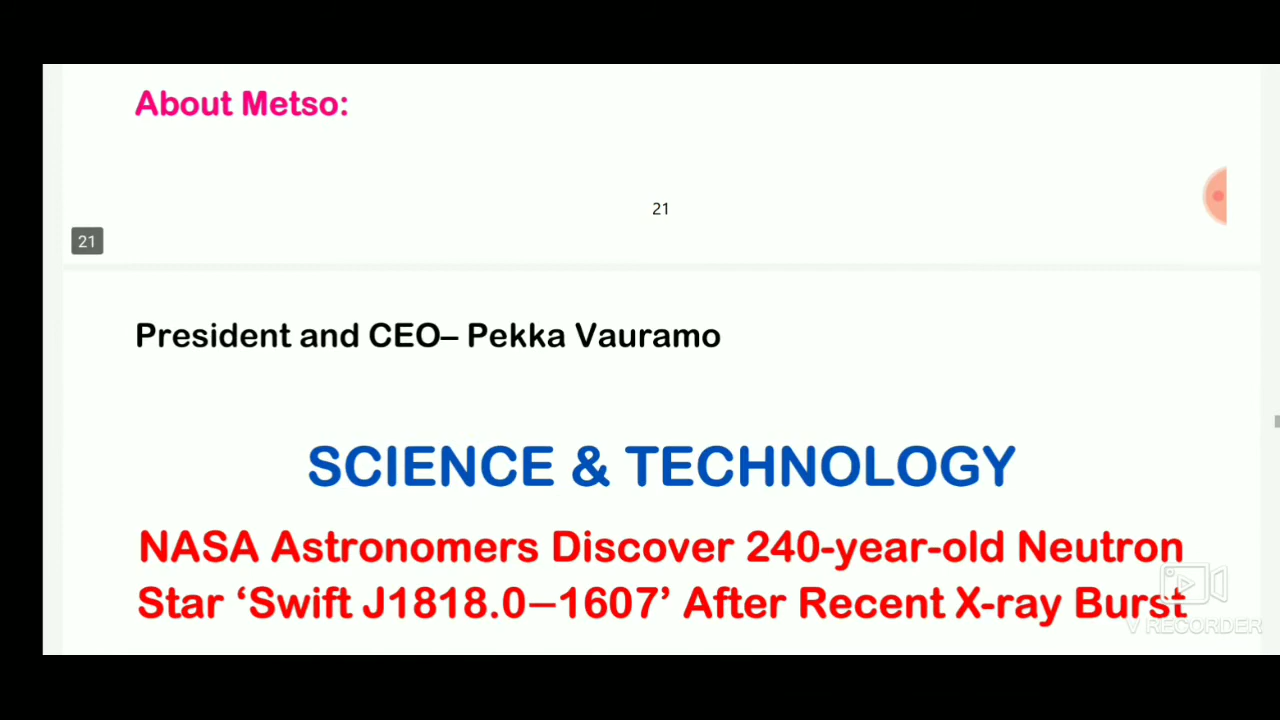 About Metso:
21
21
President and CEO– Pekka Vauramo
SCIENCE & TECHNOLOGY
NASA Astronomers Discover 240-year-old Neutron
Star ‘Swift J1818.0–1607’ After Recent X-ray Burst
V RECORDER